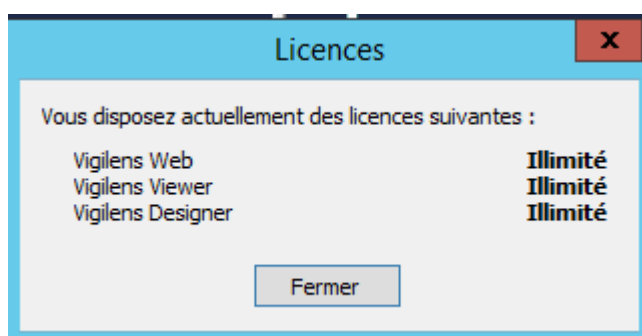 Licences
x
Vous disposez actuellement des licences suivantes :
Vigilens Web Illimité
Vigilens Viewer Illimité
Vigilens Designer Illimité
Fermer